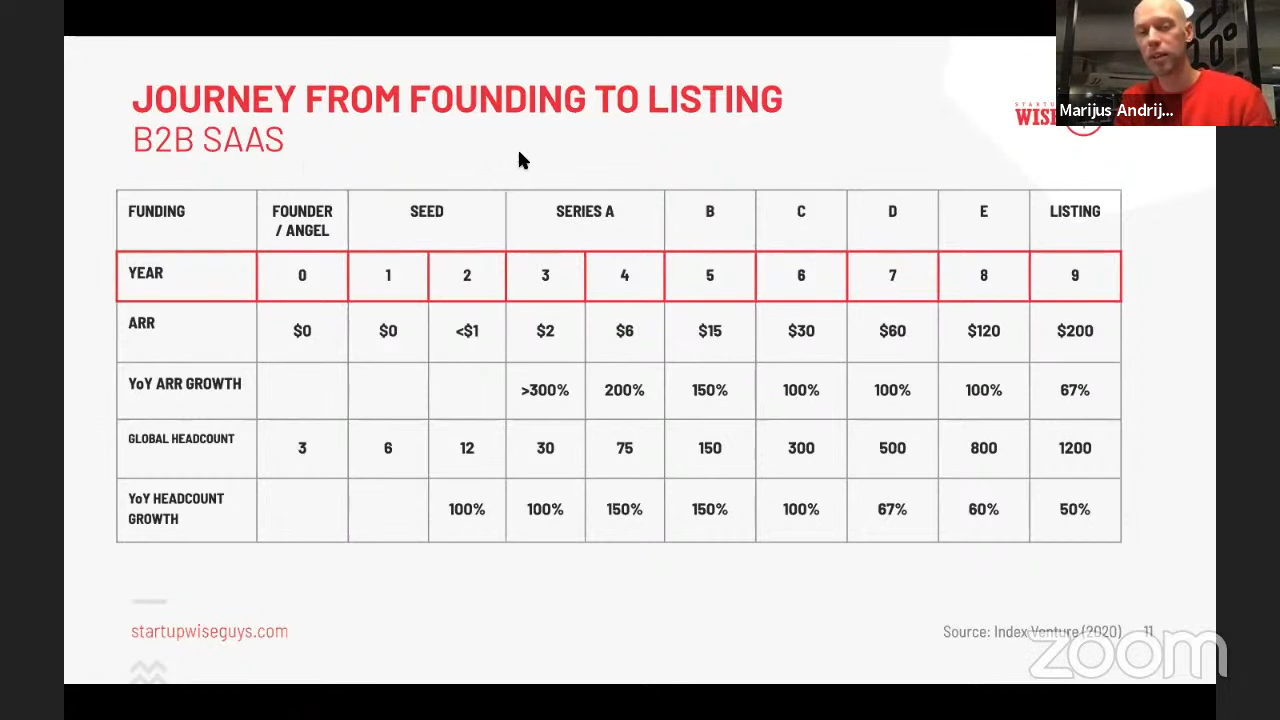 JOURNEY FROM FOUNDING TO LISTING
B2B SAAS
Marijus Andrij...
FUNDING FOUNDER / ANGEL SEED SERIES A B C D E LISTING
YEAR 0 1 2 3 4 5 6 7 8 9
ARR $0 $0 <$1 $2 $6 $15 $30 $60 $120 $200
YoY ARR GROWTH >300% 200% 150% 100% 100% 100% 67%
GLOBAL HEADCOUNT 3 6 12 30 75 150 300 500 800 1200
YoY HEADCOUNT GROWTH 100% 100% 150% 150% 100% 67% 60% 50%
startupwiseguys.com
Source: Index Venture (2020) 11
zoom